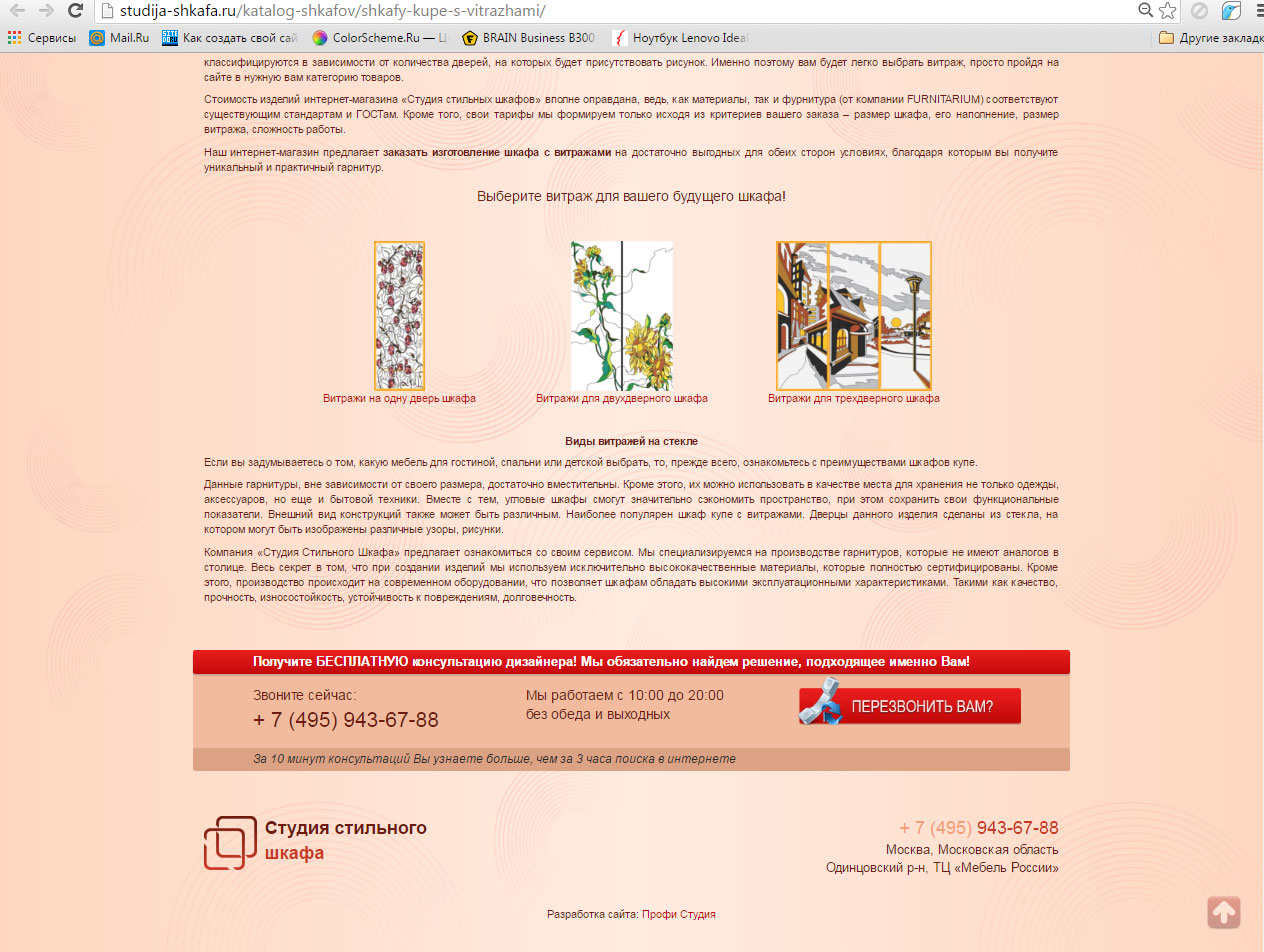 studija-shkafa.ru/katalog-shkafov/shkafy-kupe-s-vitrazhami/
Сервисы Mail.Ru Как создать свой сай ColorScheme.Ru — Ц BRAIN Business B300 Ноутбук Lenovo Ideal Другие заклад
классифицируются в зависимости от количества дверей, на которых будет присутствовать рисунок. Именно поэтому вам будет легко выбрать витраж, просто пройдя на
сайте в нужную вам категорию товаров.
Стоимость изделий интернет-магазина «Студия стильных шкафов» вполне оправдана, ведь, как материалы, так и фурнитура (от компании FURNITARIUM) соответствуют
существующим стандартам и ГОСТам. Кроме того, свои тарифы мы формируем только исходя из критериев вашего заказа – размер шкафа, его наполнение, размер
витража, сложность работы.
Наш интернет-магазин предлагает заказать изготовление шкафа с витражами на достаточно выгодных для обеих сторон условиях, благодаря которым вы получите
уникальный и практичный гарнитур.
Выберите витраж для вашего будущего шкафа!
Витражи на одну дверь шкафа Витражи для двухдверного шкафа Витражи для трехдверного шкафа
Виды витражей на стекле
Если вы задумываетесь о том, какую мебель для гостиной, спальни или детской выбрать, то, прежде всего, ознакомьтесь с преимуществами шкафов купе.
Данные гарнитуры, вне зависимости от своего размера, достаточно вместительны. Кроме этого, их можно использовать в качестве места для хранения не только одежды,
аксессуаров, но еще и бытовой техники. Вместе с тем, угловые шкафы смогут значительно сэкономить пространство, при этом сохранить свои функциональные
показатели. Внешний вид конструкций также может быть различным. Наиболее популярен шкаф купе с витражами. Дверцы данного изделия сделаны из стекла, на
котором могут быть изображены различные узоры, рисунки.
Компания «Студия Стильного Шкафа» предлагает ознакомиться со своим сервисом. Мы специализируемся на производстве гарнитуров, которые не имеют аналогов в
столице. Весь секрет в том, что при создании изделий мы используем исключительно высококачественные материалы, которые полностью сертифицированы. Кроме
этого, производство происходит на современном оборудовании, что позволяет шкафам обладать высокими эксплуатационными характеристиками. Такими как качество,
прочность, износостойкость, устойчивость к повреждениям, долговечность.
Получите БЕСПЛАТНУЮ консультацию дизайнера! Мы обязательно найдем решение, подходящее именно Вам!
Звоните сейчас:
+ 7 (495) 943-67-88
Мы работаем с 10:00 до 20:00
без обеда и выходных
ПЕРЕЗВОНИТЬ ВАМ?
За 10 минут консультаций Вы узнаете больше, чем за 3 часа поиска в интернете
Студия стильного
шкафа
+ 7 (495) 943-67-88
Москва, Московская область
Одинцовский р-н, ТЦ «Мебель России»
Разработка сайта: Профи Студия